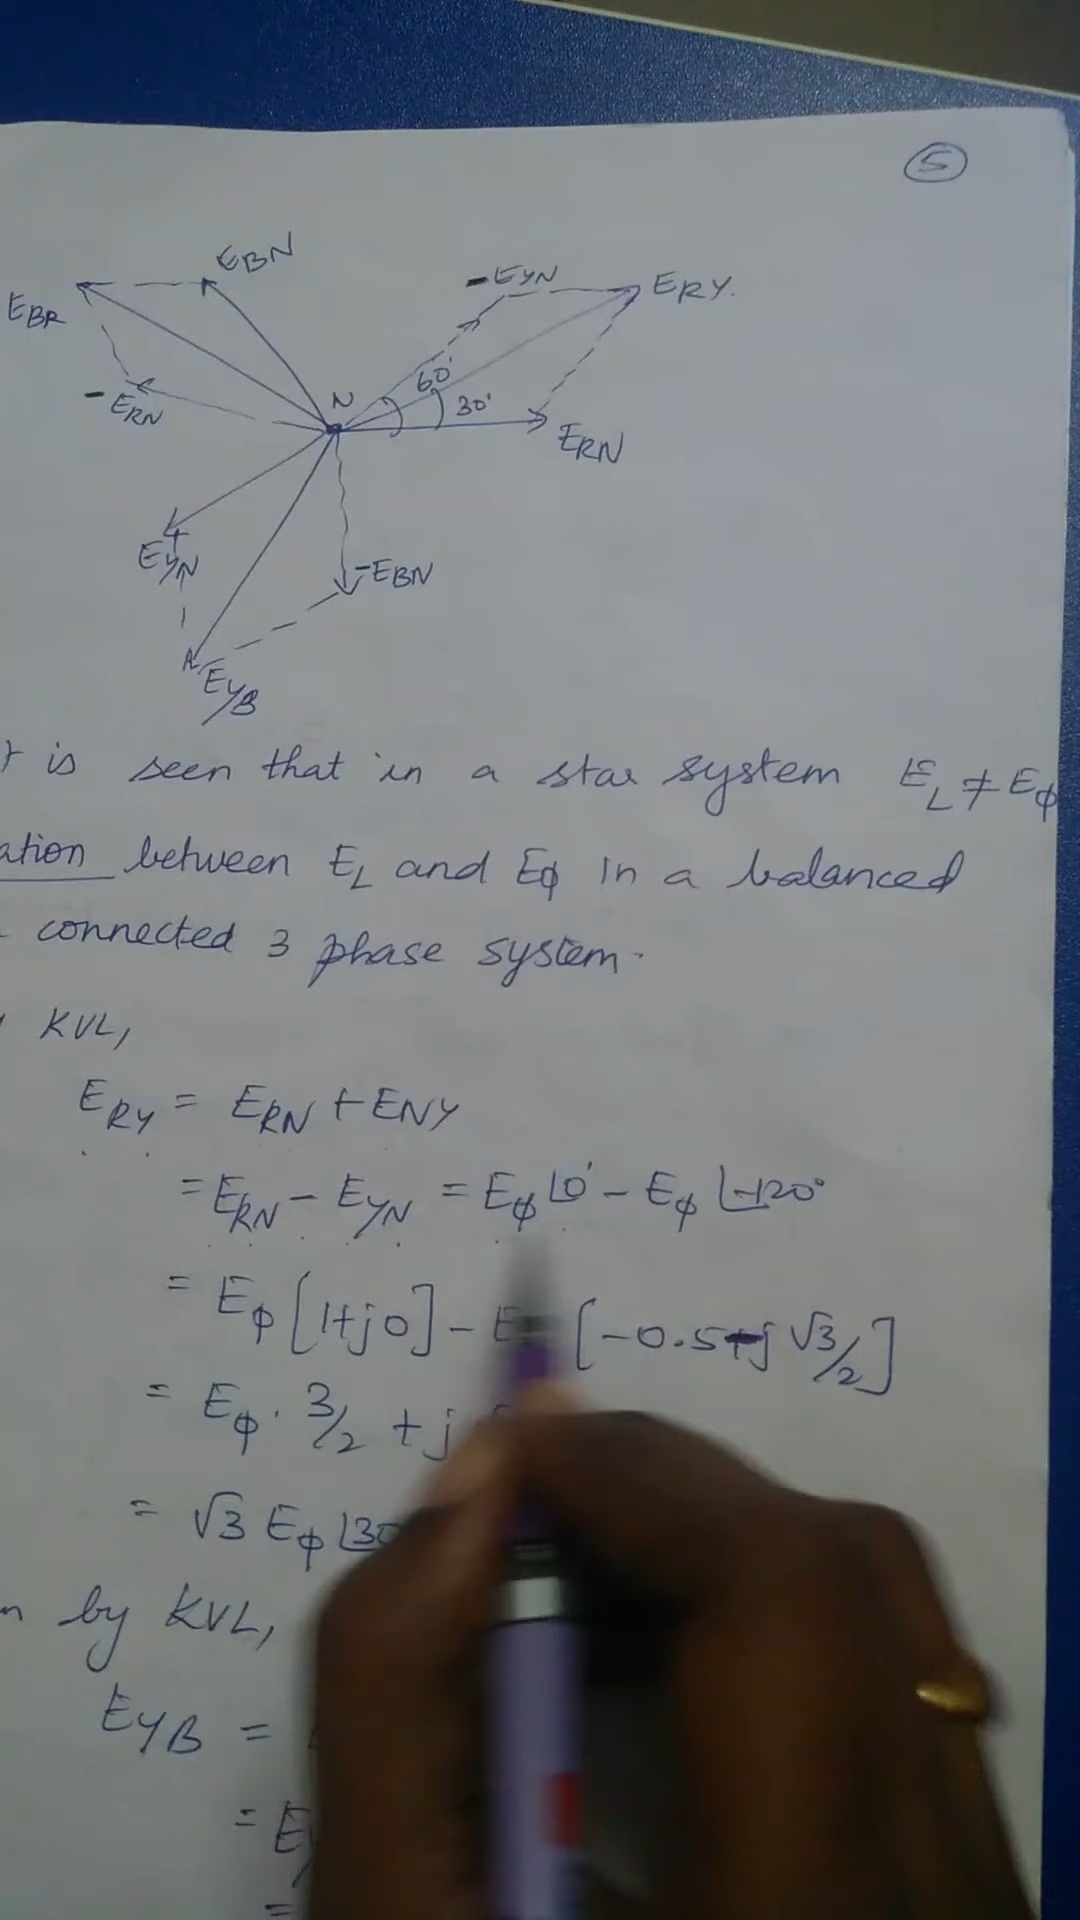 5
EBN
-EYN
ERY.
EBR
60°
N
30°
-ERN
ERN
EYN
-EBN
EYB
is seen that in a star system EL ≠ Eφ
ation between EL and Eφ in a balanced
connected 3 phase system.
KVL,
ERY = ERN + ENY
= ERN - EYN = Eφ∠0° - Eφ∠-120°
= Eφ [1+j0] - E [-0.5-j√3/2]
= Eφ. 3/2 + j
= √3 Eφ∠30
by KVL,
EYB =
= E
=